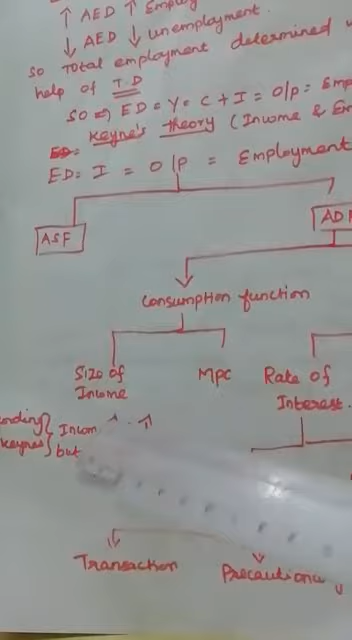 ↑ AED ↑ Employ
↓ AED ↓ unemployment.
So Total employment determined
help of T.D
So ⇒ ED = Y = C + I = O/p = Emp
ED= Keyne's theory (Income & Em
ED = I = O/p = Employment
ASF
AD
Consumption function
Size of Income
MPC
Rate of Interest.
Incom
keynes
but
Transaction
Precautiona